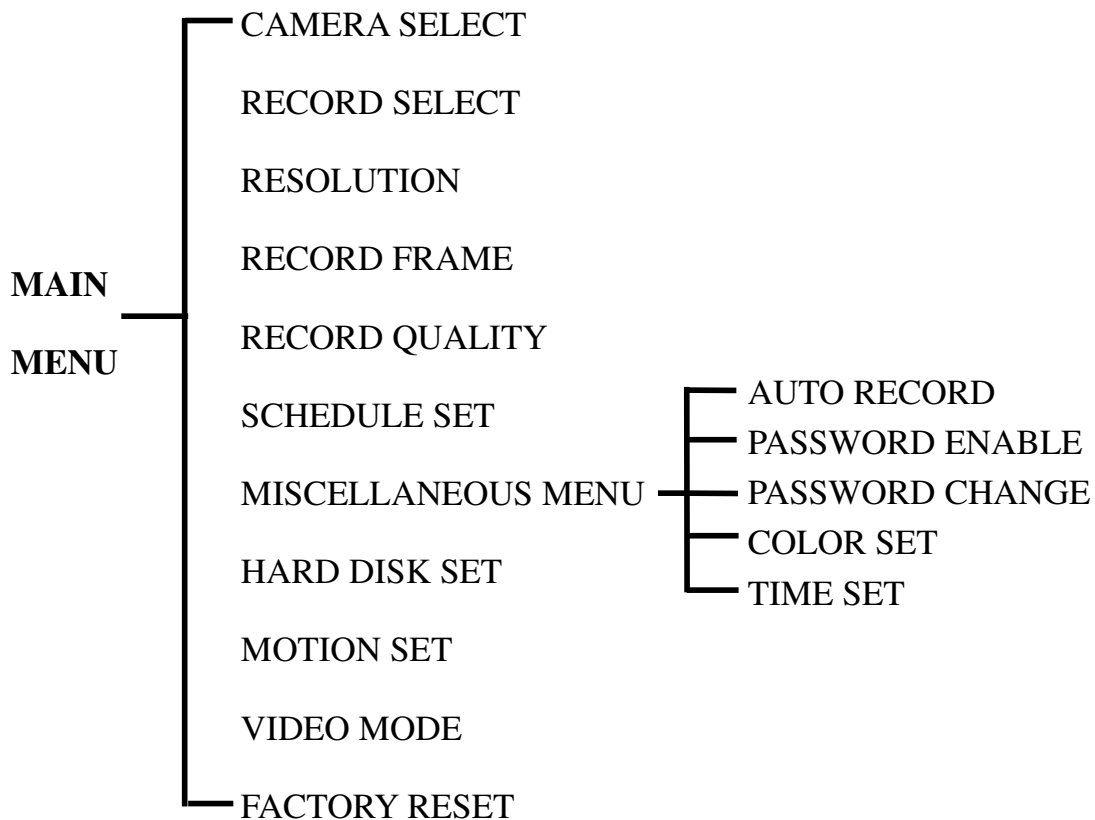 MAIN
MENU
CAMERA SELECT
RECORD SELECT
RESOLUTION
RECORD FRAME
RECORD QUALITY
SCHEDULE SET
MISCELLANEOUS MENU
AUTO RECORD
PASSWORD ENABLE
PASSWORD CHANGE
COLOR SET
TIME SET
HARD DISK SET
MOTION SET
VIDEO MODE
FACTORY RESET